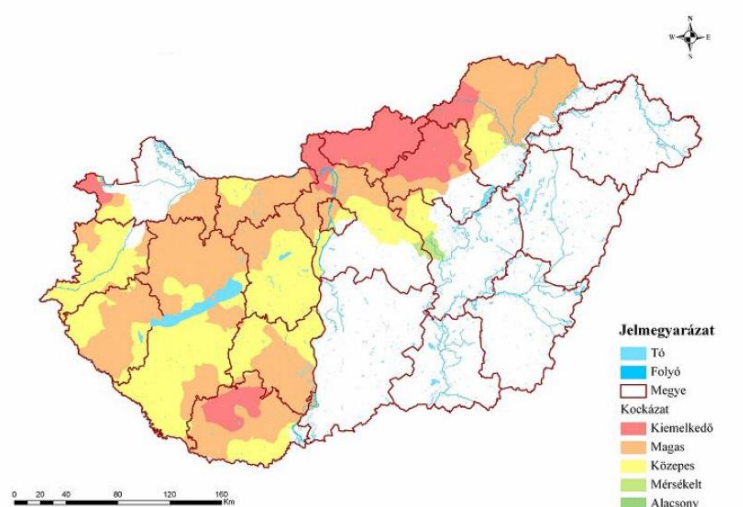 N
W E
S
Jelmegyarázat
Tó
Folyó
Megye
Kockázat
Kiemelkedő
Magas
Közepes
Mérsékelt
Alacsony
0 20 40 80 120 160
Km